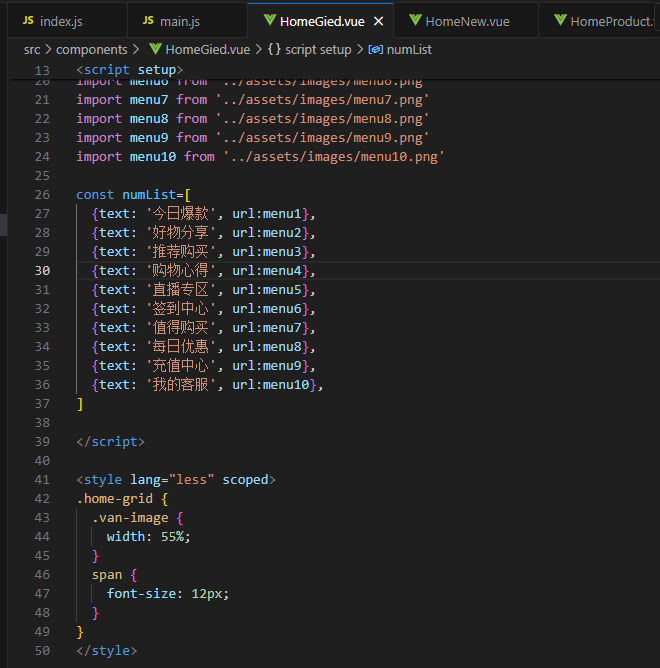 index.js main.js HomeGied.vue HomeNew.vue HomeProduct.
src > components > HomeGied.vue > {} script setup > numList
13 <script setup>
20 import menu6 from '../assets/images/menu6.png'
21 import menu7 from '../assets/images/menu7.png'
22 import menu8 from '../assets/images/menu8.png'
23 import menu9 from '../assets/images/menu9.png'
24 import menu10 from '../assets/images/menu10.png'
25
26 const numList=[
27 {text: '今日爆款', url:menu1},
28 {text: '好物分享', url:menu2},
29 {text: '推荐购买', url:menu3},
30 {text: '购物心得', url:menu4},
31 {text: '直播专区', url:menu5},
32 {text: '签到中心', url:menu6},
33 {text: '值得购买', url:menu7},
34 {text: '每日优惠', url:menu8},
35 {text: '充值中心', url:menu9},
36 {text: '我的客服', url:menu10},
37 ]
38
39 </script>
40
41 <style lang="less" scoped>
42 .home-grid {
43 .van-image {
44 width: 55%;
45 }
46 span {
47 font-size: 12px;
48 }
49 }
50 </style>